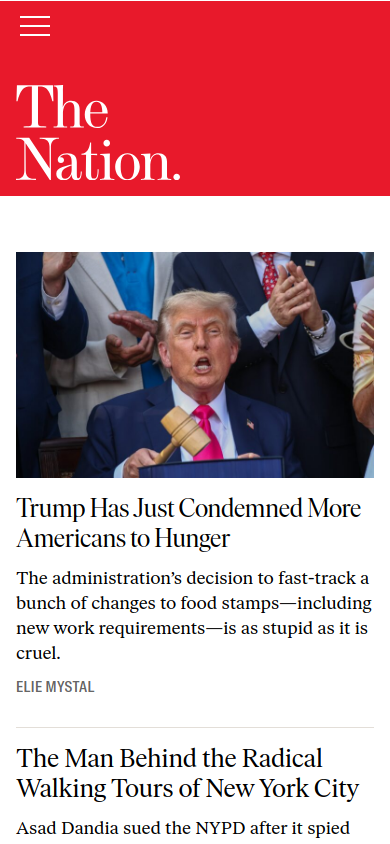 The
Nation.
Trump Has Just Condemned More
Americans to Hunger
The administration’s decision to fast-track a
bunch of changes to food stamps—including
new work requirements—is as stupid as it is
cruel.
ELIE MYSTAL
The Man Behind the Radical
Walking Tours of New York City
Asad Dandia sued the NYPD after it spied